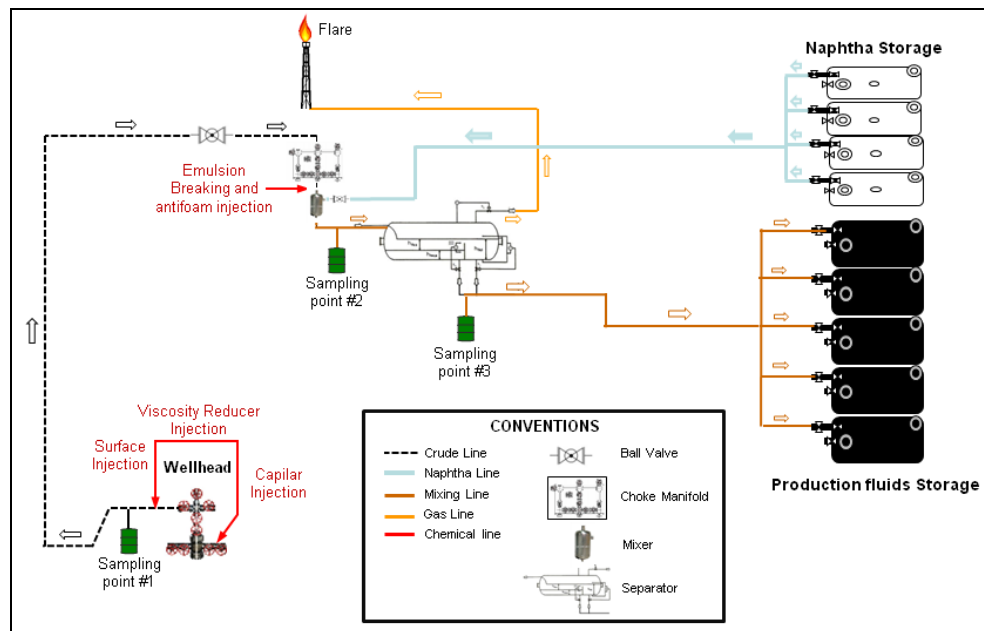 Flare
Naphtha Storage
Emulsion
Breaking and
antifoam injection
Sampling
point #2
Sampling
point #3
Viscosity Reducer
Injection
Surface
Injection
Wellhead
Capilar
Injection
Sampling
point #1
Production fluids Storage
CONVENTIONS
Crude Line
Naphtha Line
Mixing Line
Gas Line
Chemical line
Ball Valve
Choke Manifold
Mixer
Separator